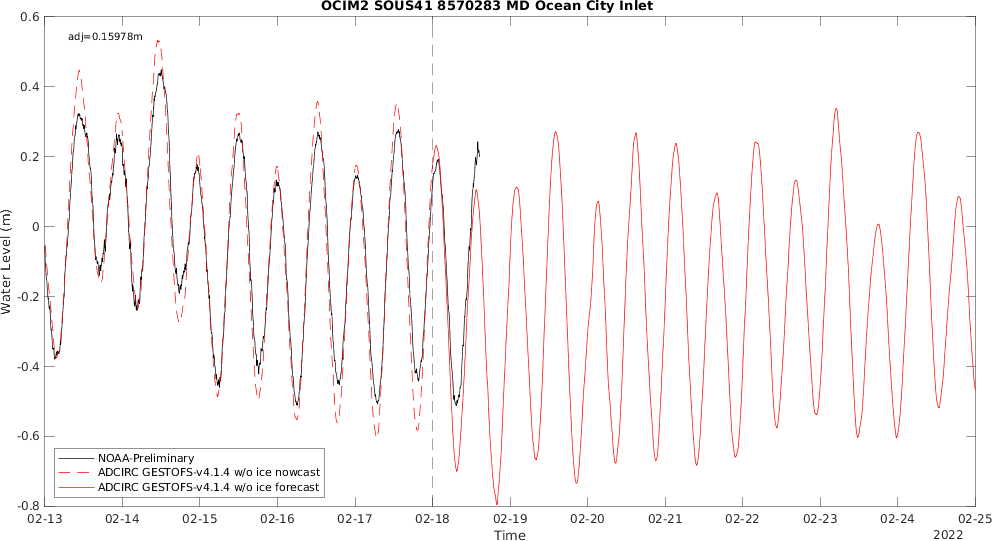 OCIM2 SOUS41 8570283 MD Ocean City Inlet
adj=0.15978m
0.6
0.4
0.2
0
-0.2
-0.4
-0.6
-0.8
Water Level (m)
NOAA-Preliminary
ADCIRC GESTOFS-v4.1.4 w/o ice nowcast
ADCIRC GESTOFS-v4.1.4 w/o ice forecast
02-13 02-14 02-15 02-16 02-17 02-18 02-19 02-20 02-21 02-22 02-23 02-24 02-25
Time
2022